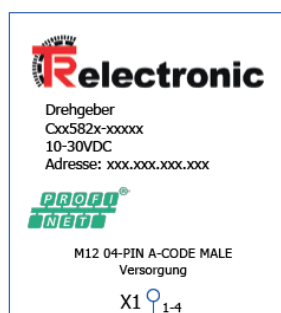 TRelectronic
Drehgeber
Cxx582x-xxxxx
10-30VDC
Adresse: xxx.xxx.xxx.xxx
PROFI®
NET
M12 04-PIN A-CODE MALE
Versorgung
X1 1-4